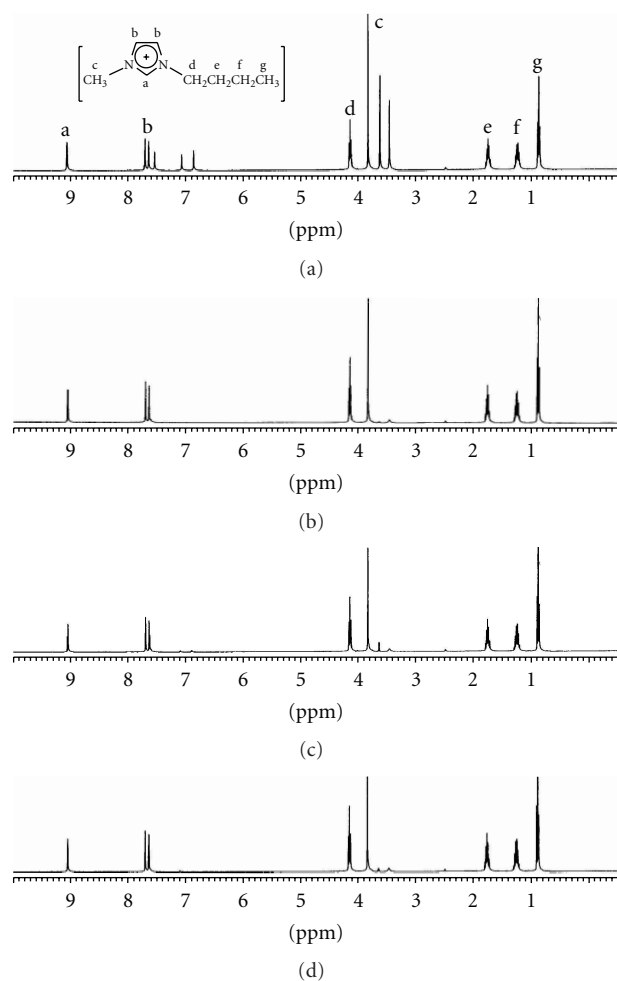 b b
c d e f g
CH3 N + N CH2CH2CH2CH3
a
c
g
a b d e f
9 8 7 6 5 4 3 2 1
(ppm)
(a)
9 8 7 6 5 4 3 2 1
(ppm)
(b)
9 8 7 6 5 4 3 2 1
(ppm)
(c)
9 8 7 6 5 4 3 2 1
(ppm)
(d)